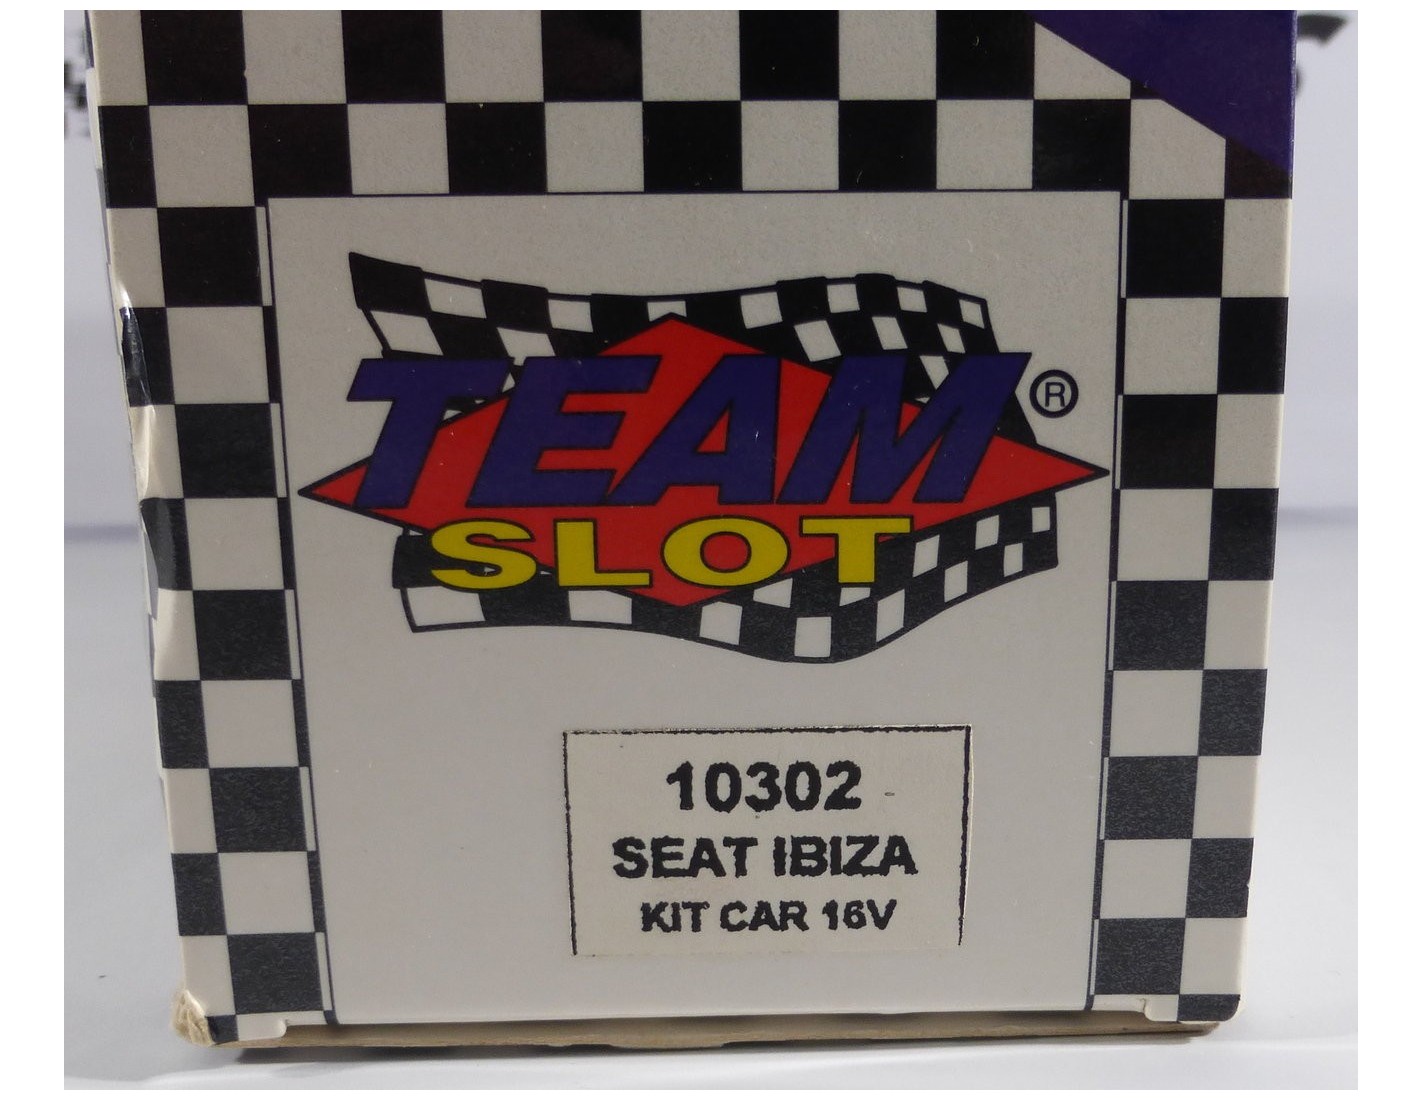 TEAM ®
SLOT
10302
SEAT IBIZA
KIT CAR 16V